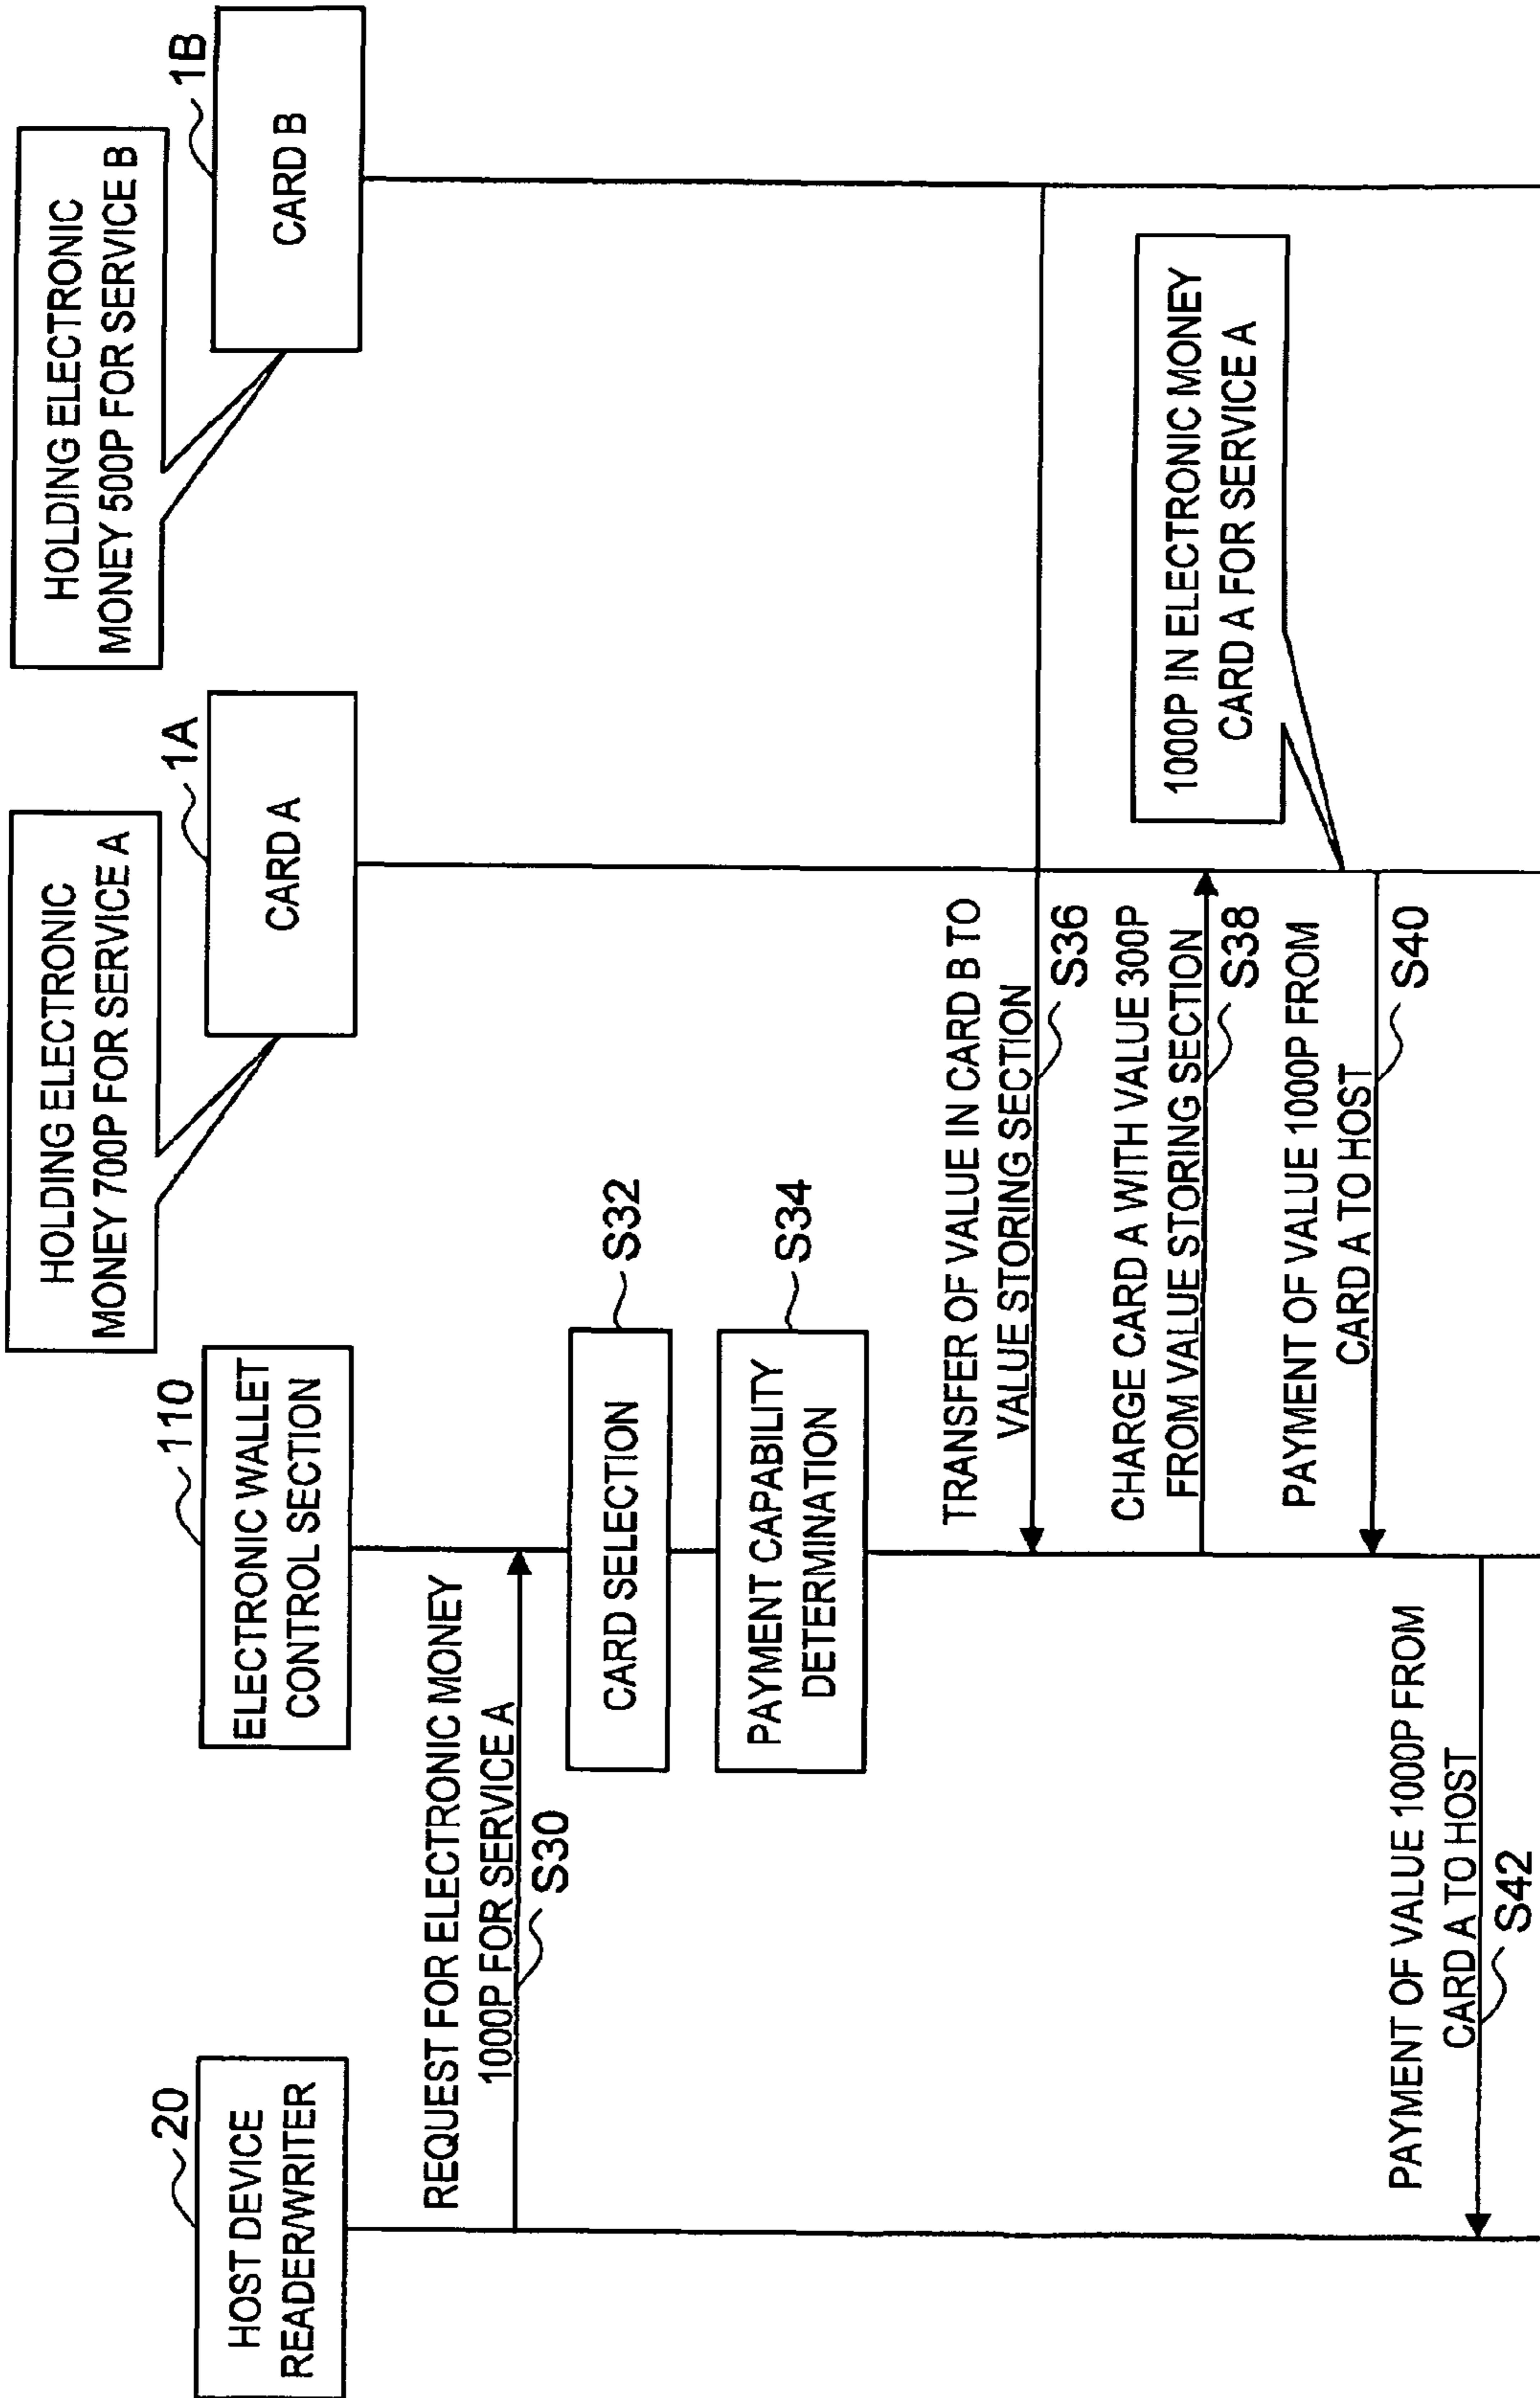 HOLDING ELECTRONIC
MONEY 700P FOR SERVICE A
HOLDING ELECTRONIC
MONEY 500P FOR SERVICE B
20
HOST DEVICE
READER/WRITER
110
ELECTRONIC WALLET
CONTROL SECTION
1A
CARD A
1B
CARD B
REQUEST FOR ELECTRONIC MONEY
1000P FOR SERVICE A
S30
CARD SELECTION
S32
PAYMENT CAPABILITY
DETERMINATION
S34
TRANSFER OF VALUE IN CARD B TO
VALUE STORING SECTION
S36
CHARGE CARD A WITH VALUE 300P
FROM VALUE STORING SECTION
S38
1000P IN ELECTRONIC MONEY
CARD A FOR SERVICE A
PAYMENT OF VALUE 1000P FROM
CARD A TO HOST
S40
PAYMENT OF VALUE 1000P FROM
CARD A TO HOST
S42